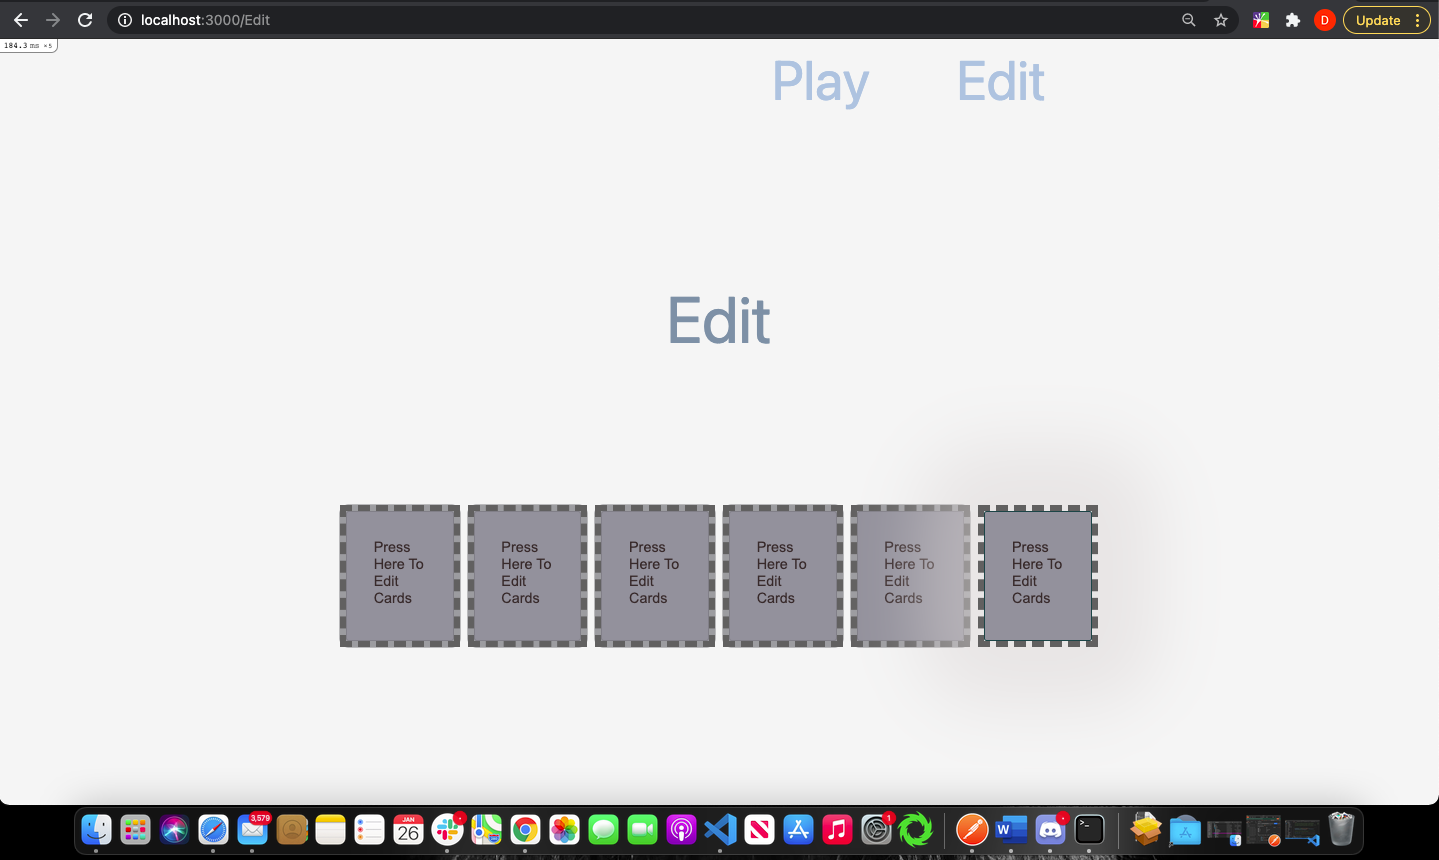 localhost:3000/Edit
D
Update
184.3 ms ×5
Play Edit
Edit
Press
Here To
Edit
Cards
Press
Here To
Edit
Cards
Press
Here To
Edit
Cards
Press
Here To
Edit
Cards
Press
Here To
Edit
Cards
Press
Here To
Edit
Cards
3,579
JAN
26
1
W
>_